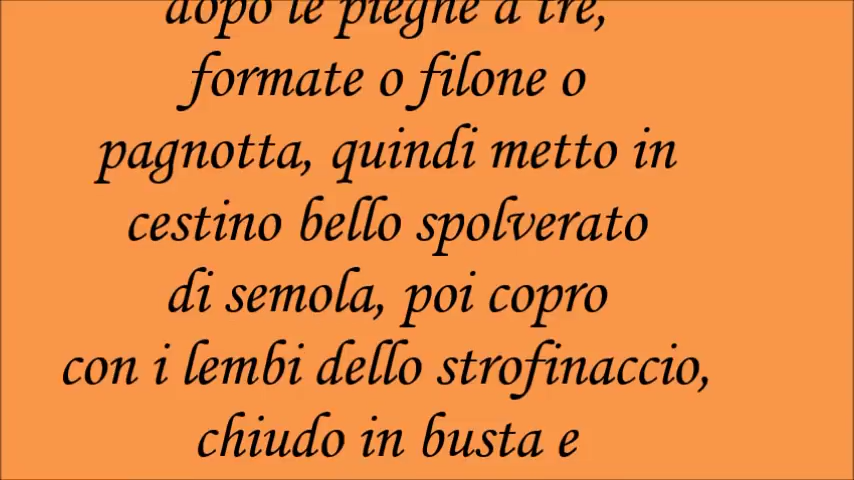 dopo le pieghe a tre,
formate o filone o
pagnotta, quindi metto in
cestino bello spolverato
di semola, poi copro
con i lembi dello strofinaccio,
chiudo in busta e